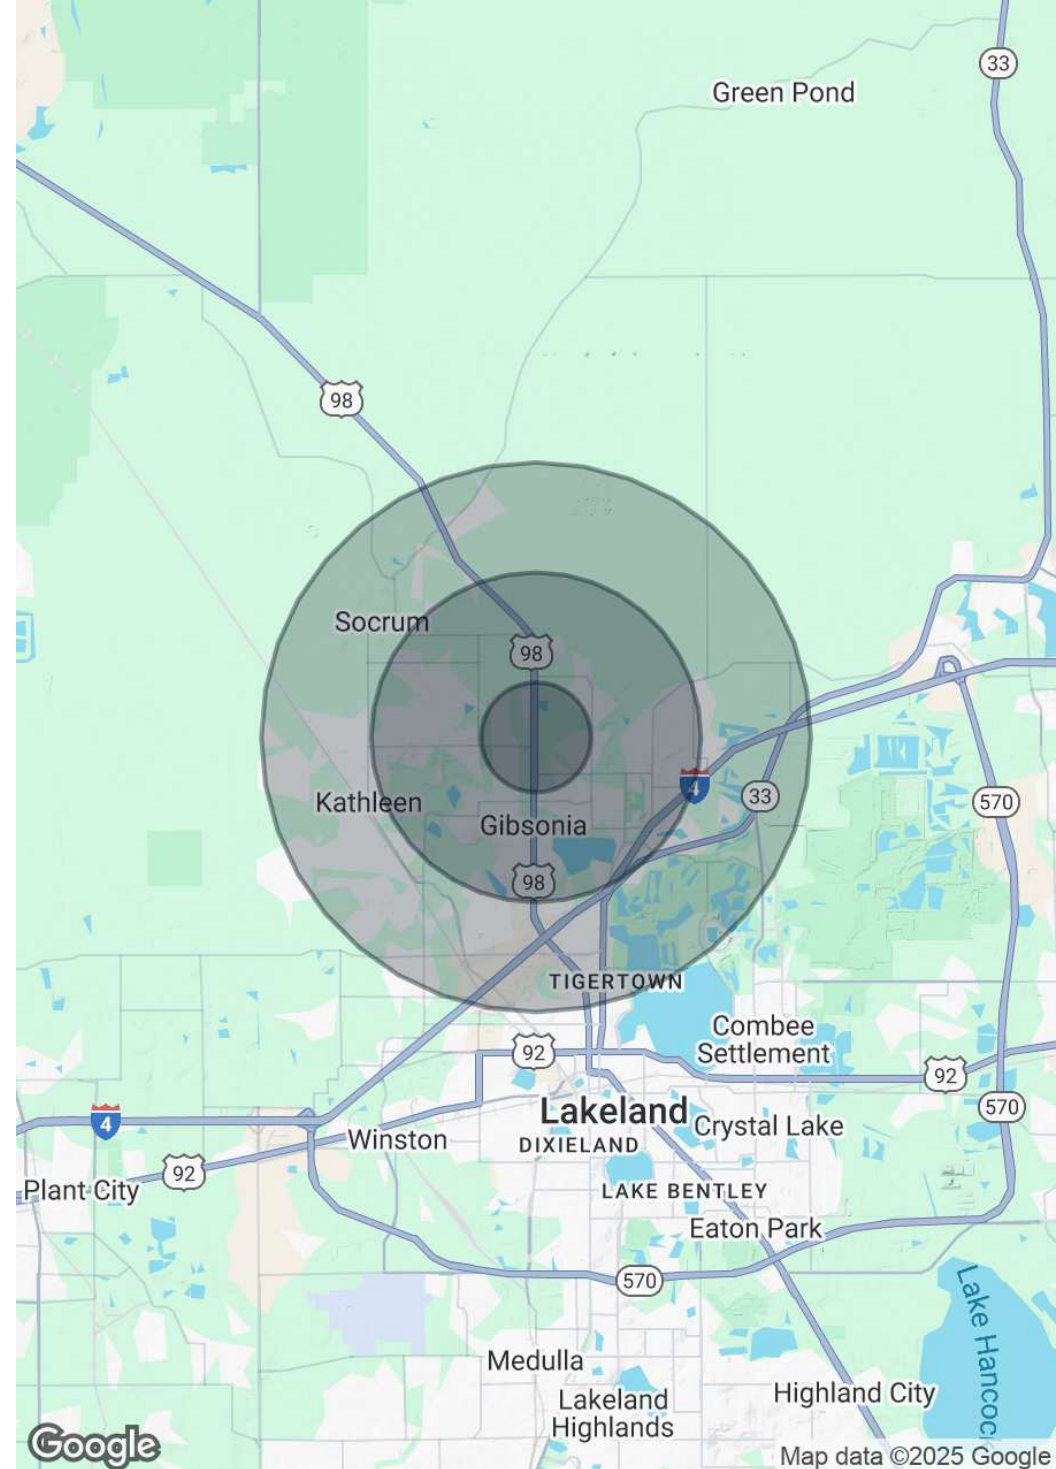 33
Green Pond
98
Socrum
98
4
33
570
Kathleen
Gibsonia
98
TIGERTOWN
Combee
Settlement
92
92
570
Lakeland
Crystal Lake
4
Winston
DIXIELAND
92
Plant City
LAKE BENTLEY
Eaton Park
570
Lake Hancock
Medulla
Lakeland
Highlands
Highland City
Google
Map data ©2025 Google